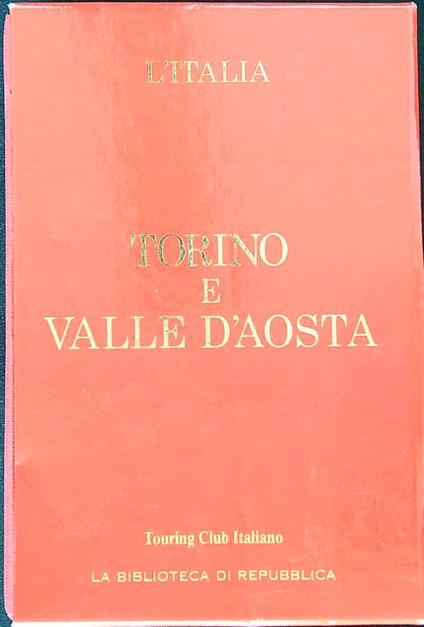 L'ITALIA
TORINO
E
VALLE D'AOSTA
Touring Club Italiano
LA BIBLIOTECA DI REPUBBLICA